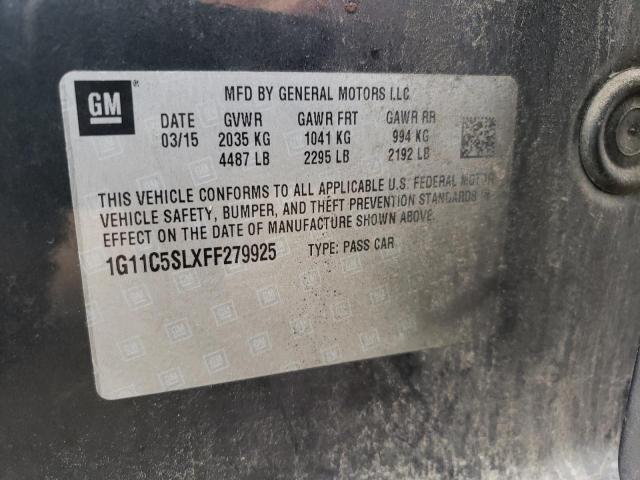 GM
MFD BY GENERAL MOTORS LLC
DATE GVWR GAWR FRT GAWR RR
03/15 2035 KG 1041 KG 994 KG
4487 LB 2295 LB 2192 LB
THIS VEHICLE CONFORMS TO ALL APPLICABLE U.S. FEDERAL MOTOR
VEHICLE SAFETY, BUMPER, AND THEFT PREVENTION STANDARDS IN
EFFECT ON THE DATE OF MANUFACTURE SHOWN ABOVE.
1G11C5SLXFF279925 TYPE: PASS CAR